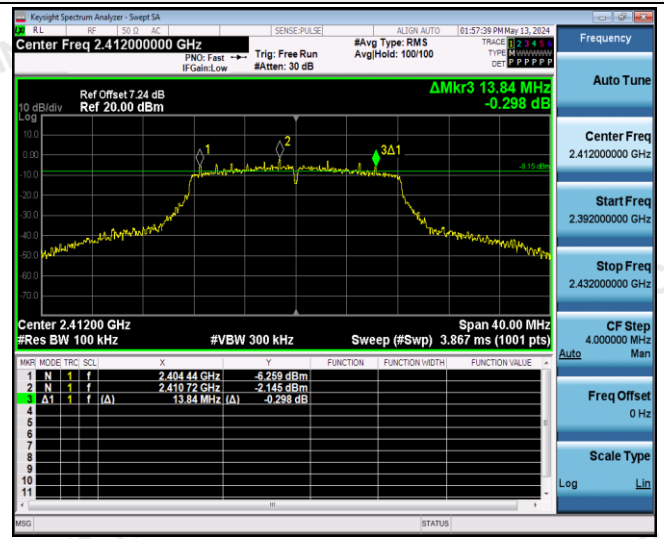 Keysight Spectrum Analyzer - Swept SA
RL RF 50 Ω AC SENSE:PULSE ALIGN AUTO 01:57:39 PM May 13, 2024
Center Freq 2.412000000 GHz
PNO: Fast
IFGain:Low
Trig: Free Run
#Atten: 30 dB
#Avg Type: RMS
Avg|Hold: 100/100
TRACE 1 2 3 4 5 6
TYPE M WWWWW
DET P P P P P P
Ref Offset 7.24 dB
10 dB/div Ref 20.00 dBm
ΔMkr3 13.84 MHz
-0.298 dB
Log
10.0
0.00
-10.0
-20.0
-30.0
-40.0
-50.0
-60.0
-70.0
1
2
3Δ1
-8.15 dBm
Center 2.41200 GHz Span 40.00 MHz
#Res BW 100 kHz #VBW 300 kHz Sweep (#Swp) 3.867 ms (1001 pts)
MKR MODE TRC SCL X Y FUNCTION FUNCTION WIDTH FUNCTION VALUE
1 N 1 f 2.404 44 GHz -6.259 dBm
2 N 1 f 2.410 72 GHz -2.145 dBm
3 Δ1 1 f (Δ) 13.84 MHz (Δ) -0.298 dB
4
5
6
7
8
9
10
11
MSG STATUS
Frequency
Auto Tune
Center Freq
2.412000000 GHz
Start Freq
2.392000000 GHz
Stop Freq
2.432000000 GHz
CF Step
4.000000 MHz
Auto Man
Freq Offset
0 Hz
Scale Type
Log Lin